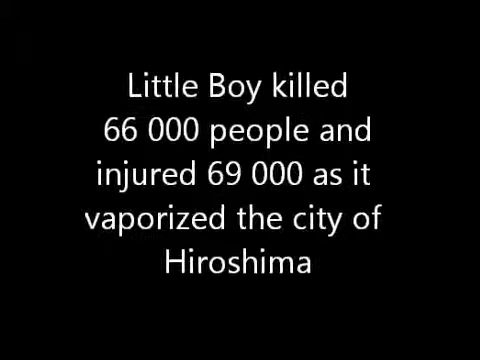 Little Boy killed
66 000 people and
injured 69 000 as it
vaporized the city of
Hiroshima